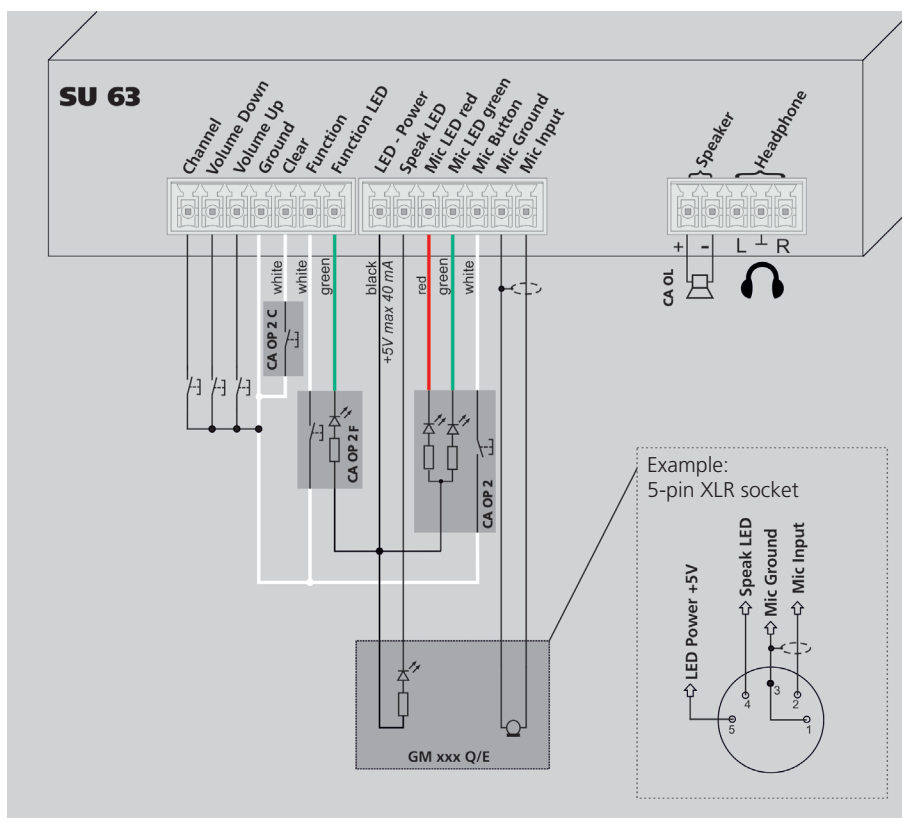 SU 63
Channel
Volume Down
Volume Up
Ground
Clear
Function
Function LED
LED - Power
Speak LED
Mic LED red
Mic LED green
Mic Button
Mic Ground
Mic Input
Speaker
Headphone
+ - L ⊥ R
CA OL
white
white
green
black
+5V max 40 mA
red
green
white
CA OP 2 C
CA OP 2 F
CA OP 2
GM xxx Q/E
Example:
5-pin XLR socket
LED Power +5V
Speak LED
Mic Ground
Mic Input
4
3
2
5
1